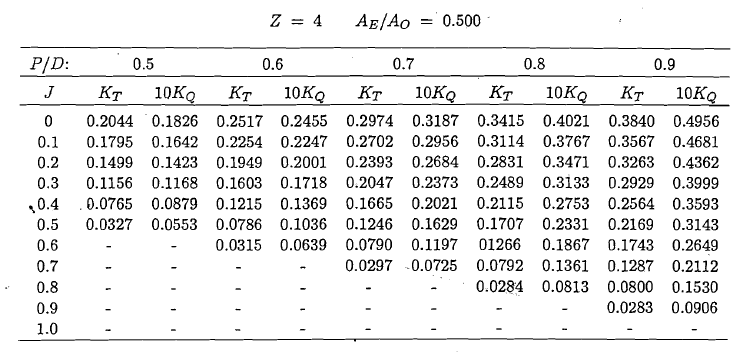 Z = 4 A_E/A_O = 0.500
P/D: 0.5 0.6 0.7 0.8 0.9
J K_T 10K_Q K_T 10K_Q K_T 10K_Q K_T 10K_Q K_T 10K_Q
0 0.2044 0.1826 0.2517 0.2455 0.2974 0.3187 0.3415 0.4021 0.3840 0.4956
0.1 0.1795 0.1642 0.2254 0.2247 0.2702 0.2956 0.3114 0.3767 0.3567 0.4681
0.2 0.1499 0.1423 0.1949 0.2001 0.2393 0.2684 0.2831 0.3471 0.3263 0.4362
0.3 0.1156 0.1168 0.1603 0.1718 0.2047 0.2373 0.2489 0.3133 0.2929 0.3999
0.4 0.0765 0.0879 0.1215 0.1369 0.1665 0.2021 0.2115 0.2753 0.2564 0.3593
0.5 0.0327 0.0553 0.0786 0.1036 0.1246 0.1629 0.1707 0.2331 0.2169 0.3143
0.6 - - 0.0315 0.0639 0.0790 0.1197 01266 0.1867 0.1743 0.2649
0.7 - - - - 0.0297 0.0725 0.0792 0.1361 0.1287 0.2112
0.8 - - - - - - 0.0284 0.0813 0.0800 0.1530
0.9 - - - - - - - - 0.0283 0.0906
1.0 - - - - - - - - - -